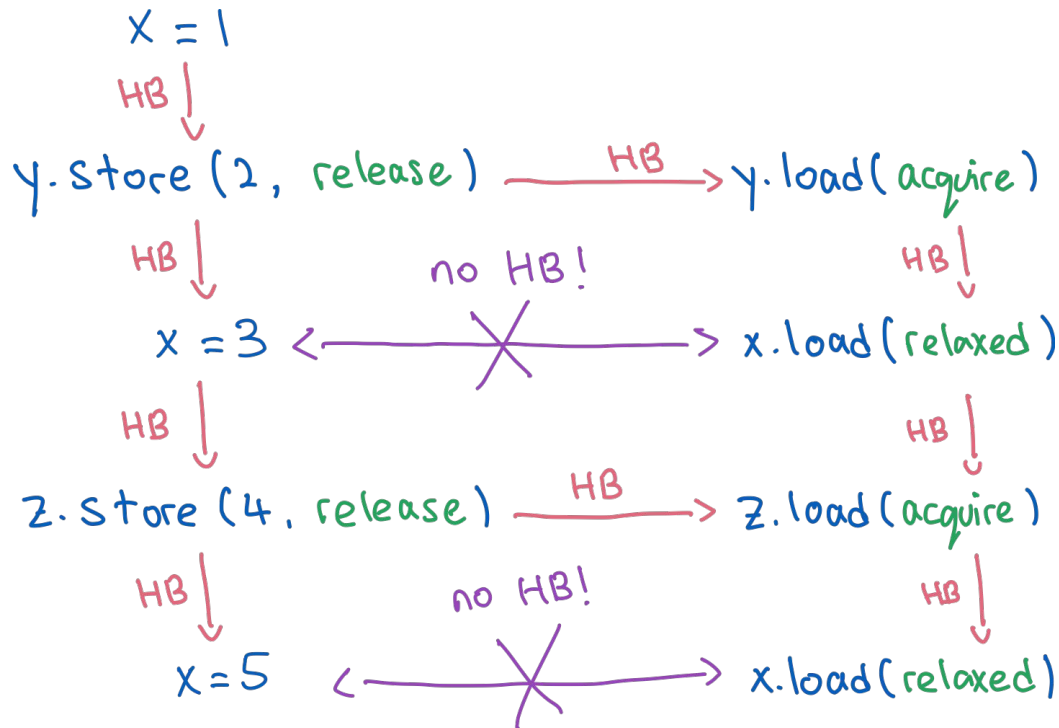 x = 1
HB
y.store (2, release) HB y.load(acquire)
HB no HB! HB
x = 3 x.load(relaxed)
HB HB
z.store (4, release) HB z.load(acquire)
HB no HB! HB
x = 5 x.load(relaxed)